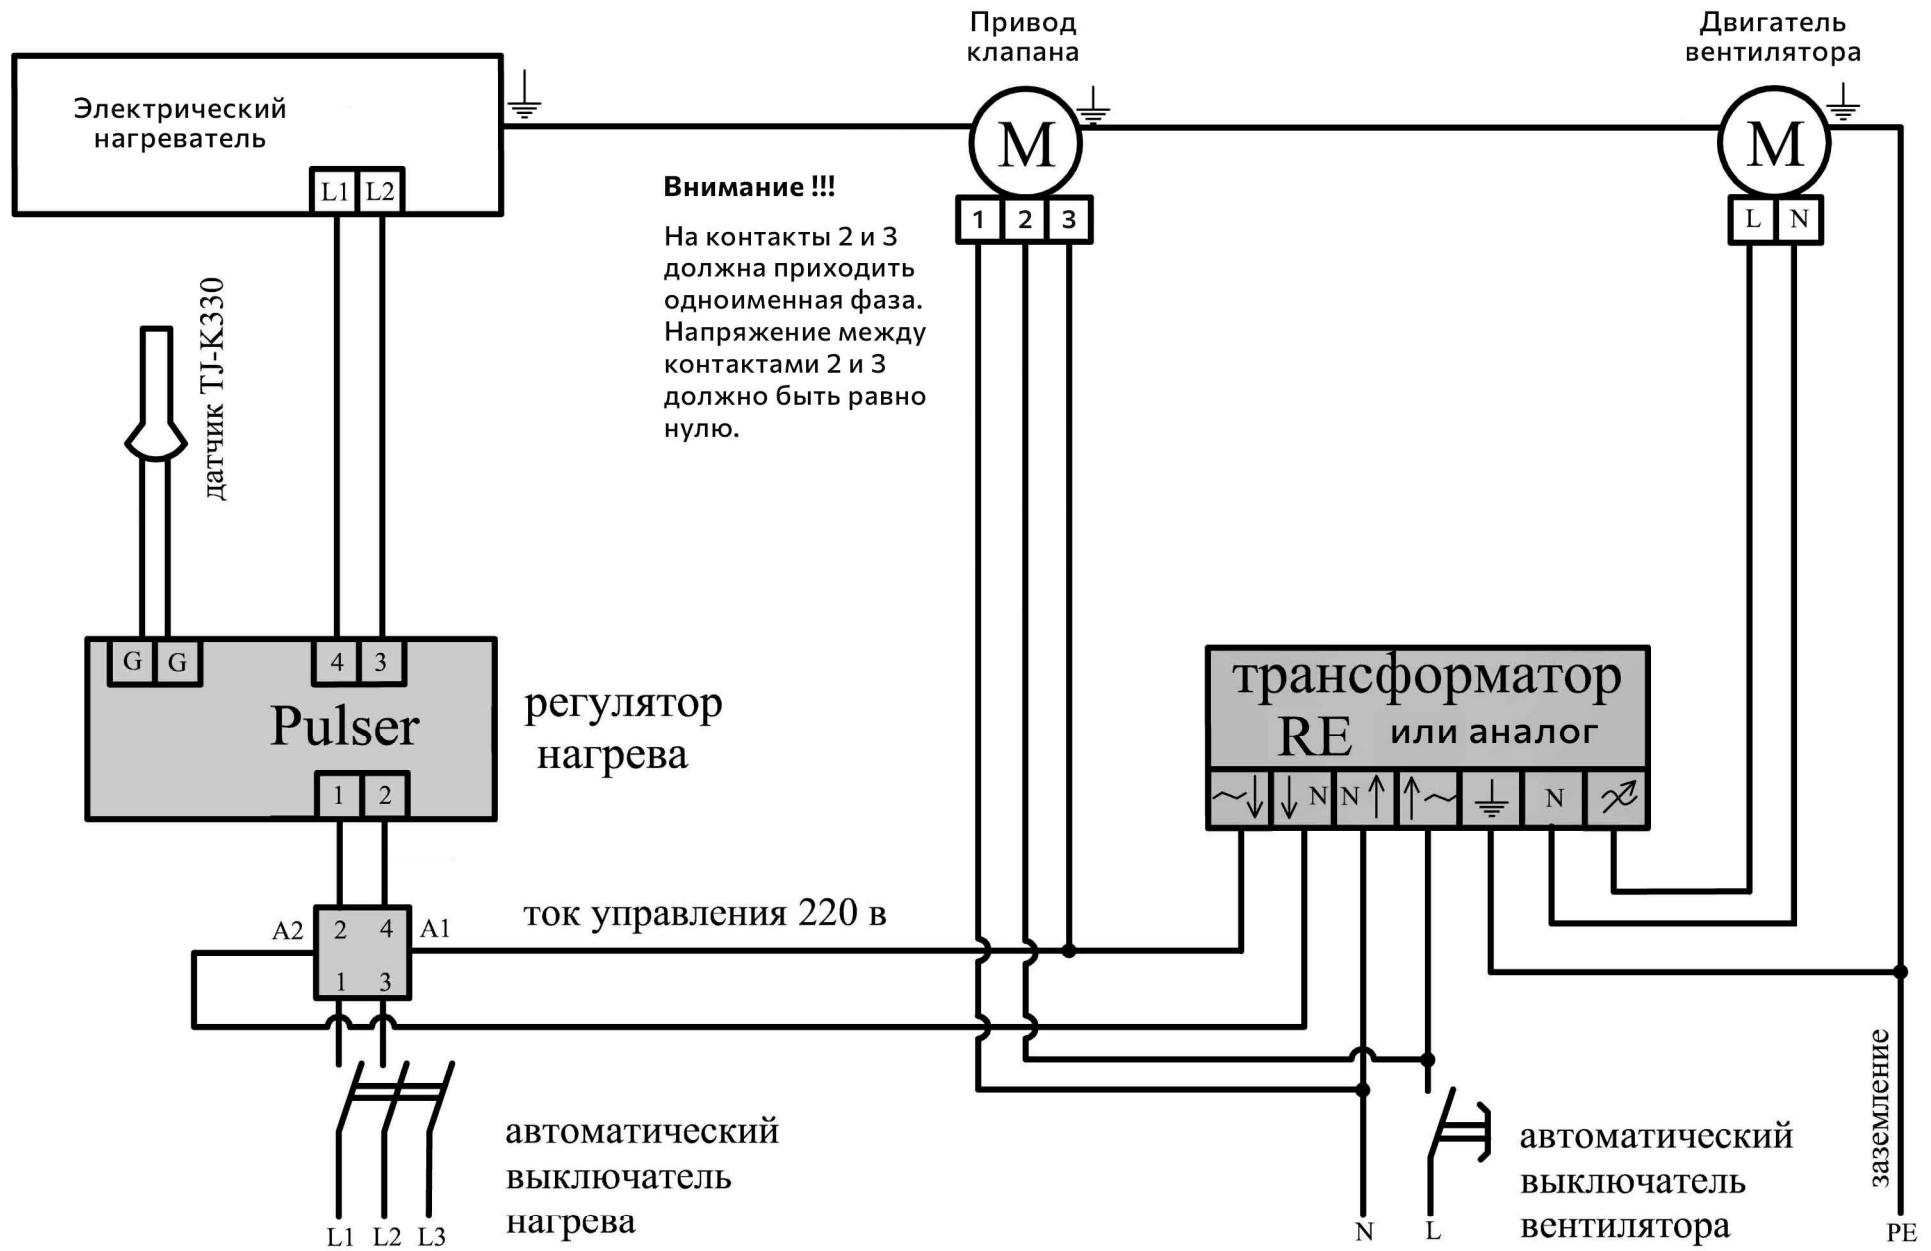 Привод
клапана
Двигатель
вентилятора
Электрический
нагреватель
L1 L2
M
M
1 2 3
L N
Внимание !!!
На контакты 2 и 3
должна приходить
одноименная фаза.
Напряжение между
контактами 2 и 3
должно быть равно
нулю.
датчик TJ-K330
G G
4 3
Pulser
1 2
регулятор
нагрева
трансформатор
RE или аналог
N N N
A2 2 4 A1
1 3
ток управления 220 в
автоматический
выключатель
нагрева
L1 L2 L3
автоматический
выключатель
вентилятора
N L
заземление
PE